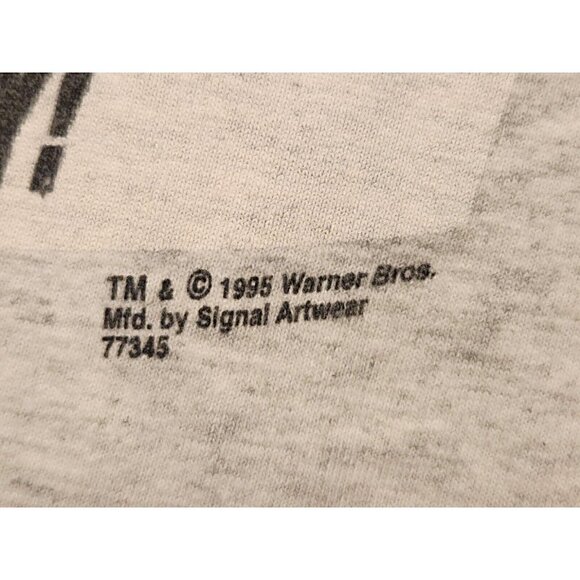 !
TM & © 1995 Warner Bros.
Mfd. by Signal Artwear
77345